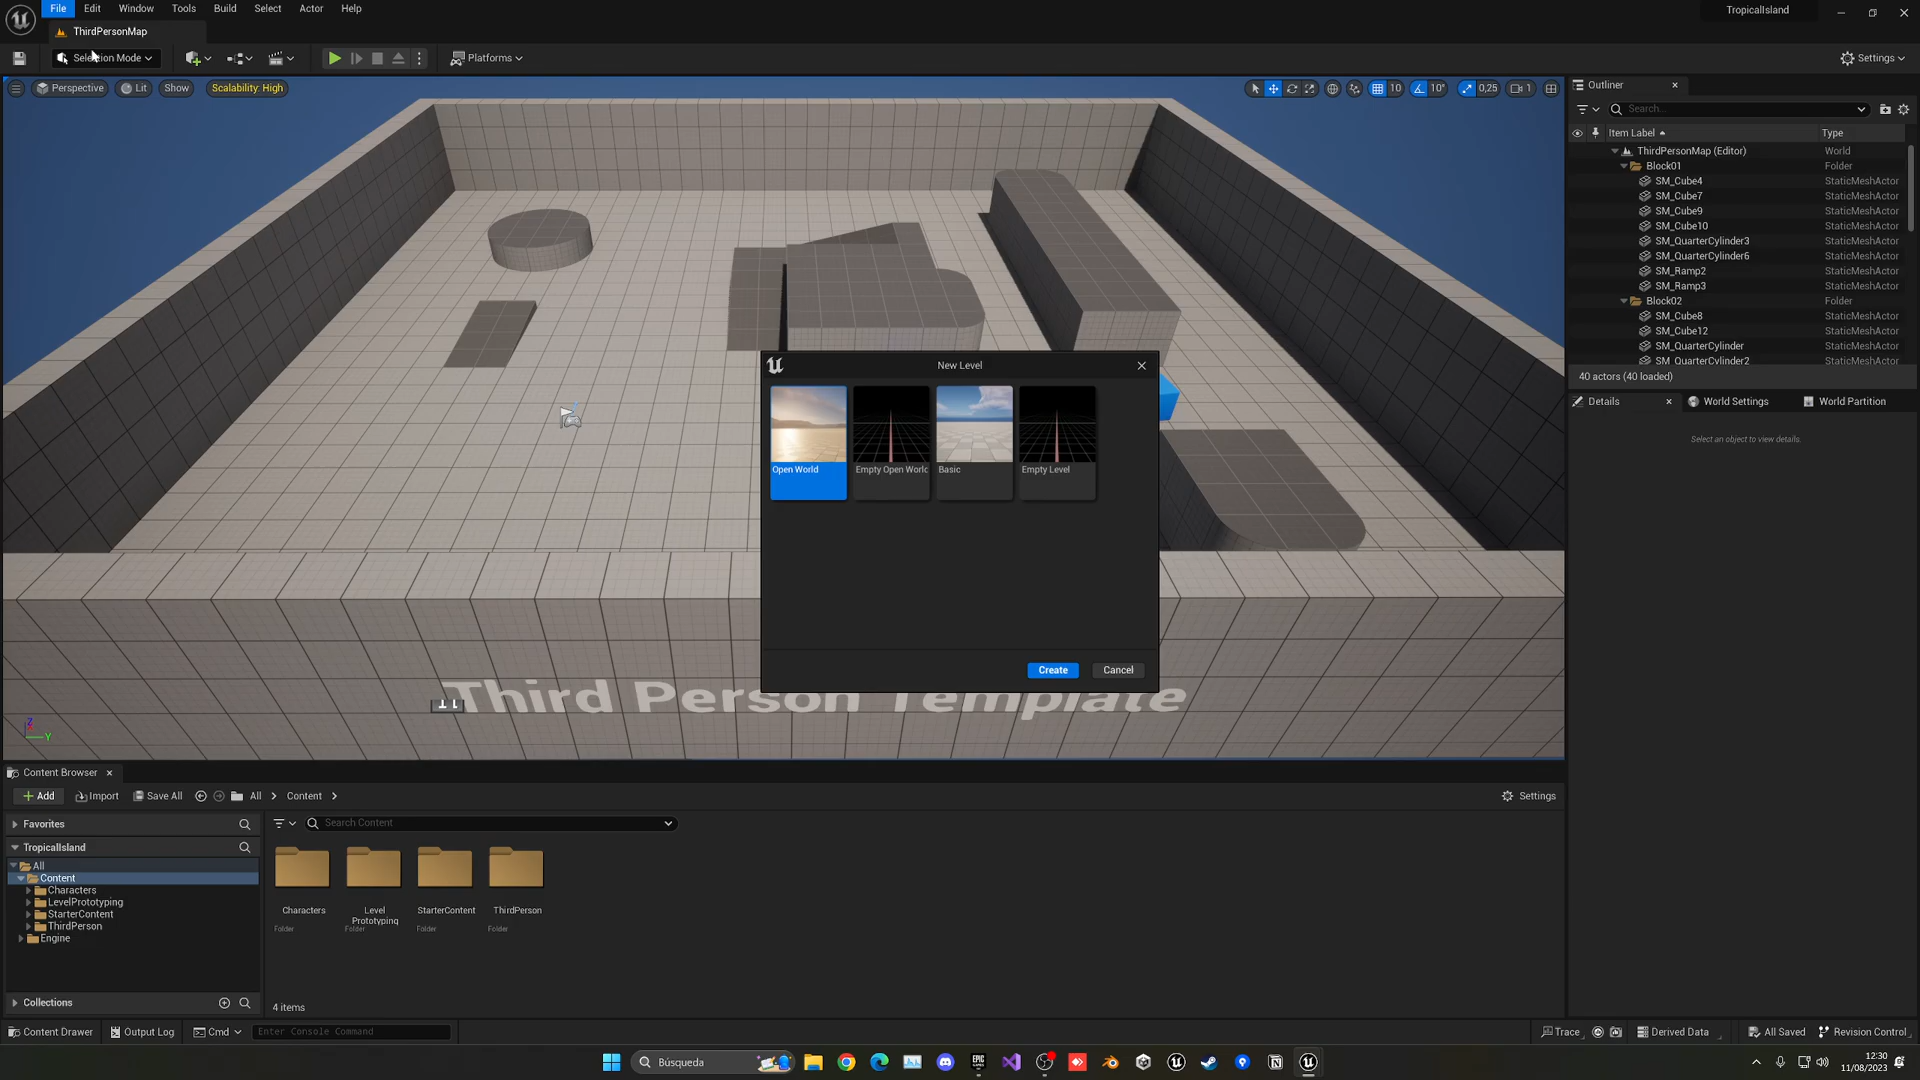 File Edit Window Tools Build Select Actor Help
TropicalIsland
ThirdPersonMap
Selection Mode
Platforms
Settings
Perspective Lit Show Scalability: High
10 10° 0,25 1
Outliner
Search...
Item Label Type
ThirdPersonMap (Editor) World
Block01 Folder
SM_Cube4 StaticMeshActor
SM_Cube7 StaticMeshActor
SM_Cube9 StaticMeshActor
SM_Cube10 StaticMeshActor
SM_QuarterCylinder3 StaticMeshActor
SM_QuarterCylinder6 StaticMeshActor
SM_Ramp2 StaticMeshActor
SM_Ramp3 StaticMeshActor
Block02 Folder
SM_Cube8 StaticMeshActor
SM_Cube12 StaticMeshActor
SM_QuarterCylinder StaticMeshActor
SM_QuarterCylinder2 StaticMeshActor
40 actors (40 loaded)
Details World Settings World Partition
Select an object to view details.
New Level
Open World Empty Open World Basic Empty Level
Create Cancel
Third Person Template
Z
Y
Content Browser
Add Import Save All All Content Settings
Favorites
Search Content
TropicalIsland
All
Content
Characters
LevelPrototyping
StarterContent
ThirdPerson
Engine
Characters
Folder
Level
Prototyping
Folder
StarterContent
Folder
ThirdPerson
Folder
Collections
4 items
Content Drawer Output Log Cmd Enter Console Command
Trace Derived Data All Saved Revision Control
Búsqueda
EPIC
GAMES
12:30
11/08/2023